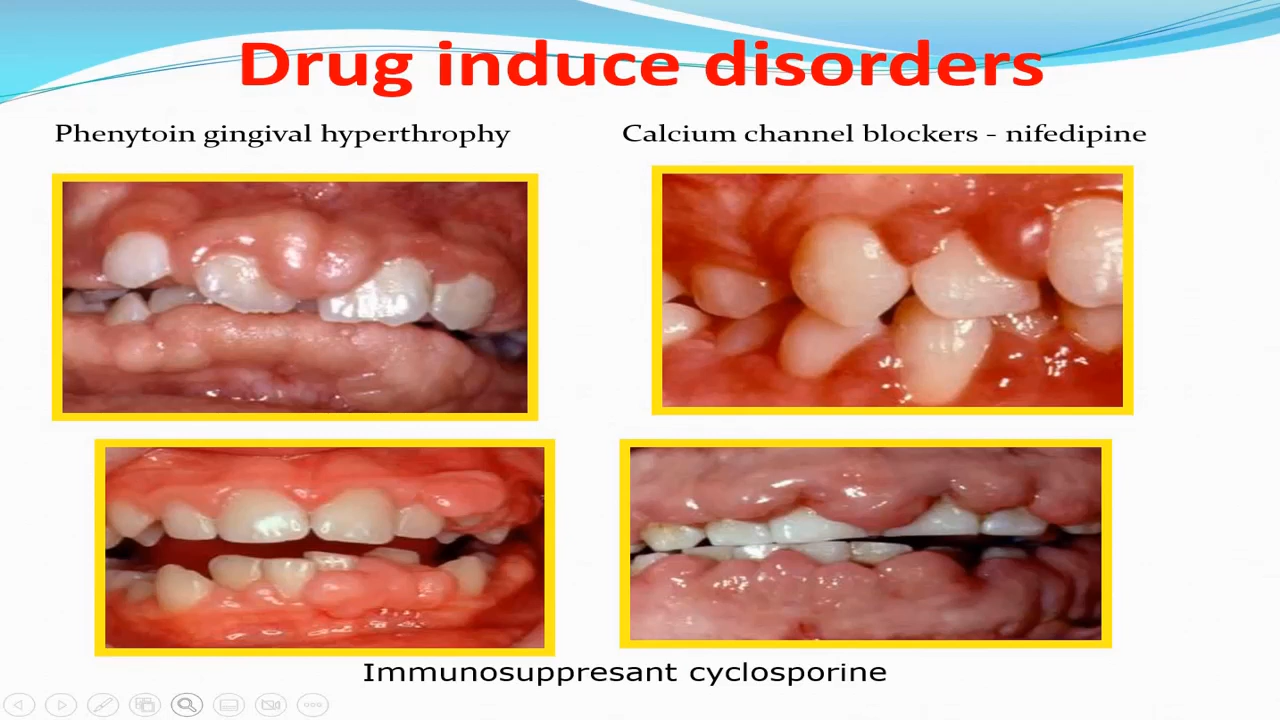 Drug induce disorders
Phenytoin gingival hyperthrophy
Calcium channel blockers - nifedipine
Immunosuppresant cyclosporine